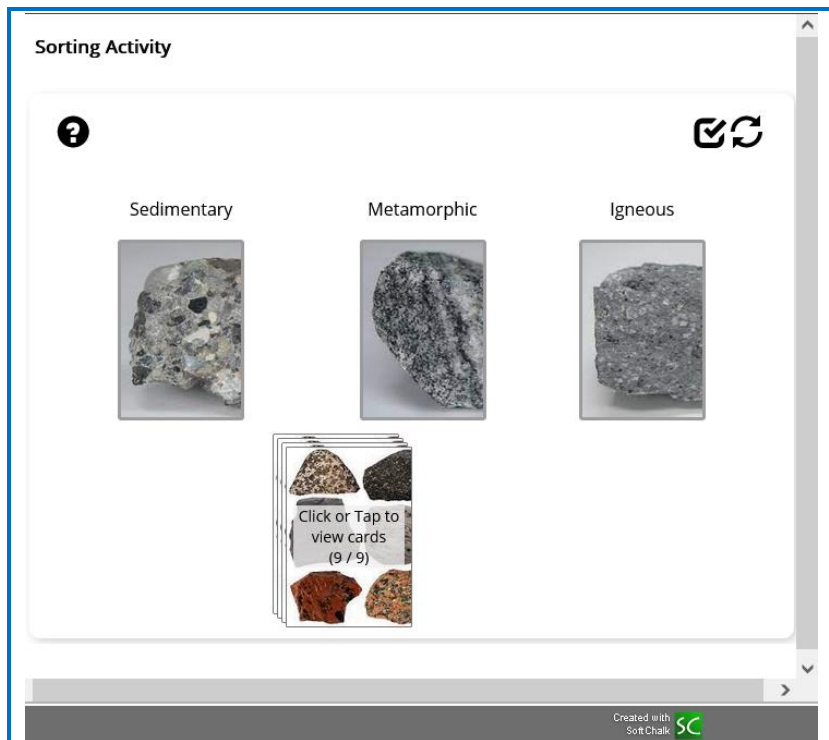 Sorting Activity
Sedimentary
Metamorphic
Igneous
Click or Tap to
view cards
(9 / 9)
Created with
SoftChalk
SC